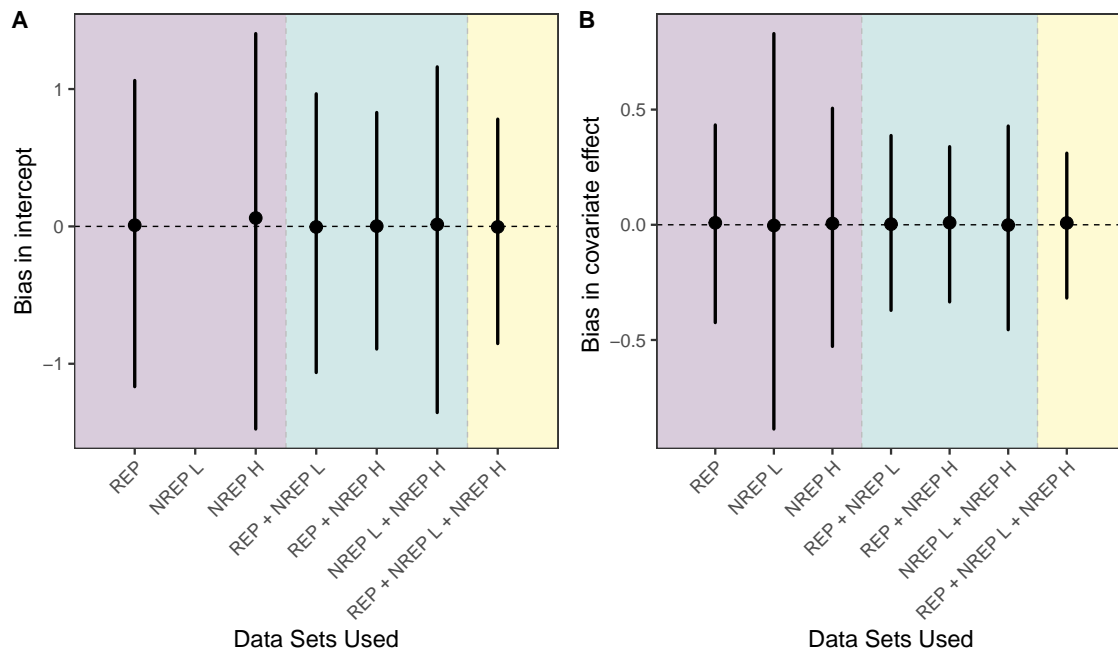 A
Bias in intercept
1
0
−1
REP
NREP L
NREP H
REP + NREP L
REP + NREP H
NREP L + NREP H
REP + NREP L + NREP H
Data Sets Used
B
Bias in covariate effect
0.5
0.0
−0.5
REP
NREP L
NREP H
REP + NREP L
REP + NREP H
NREP L + NREP H
REP + NREP L + NREP H
Data Sets Used